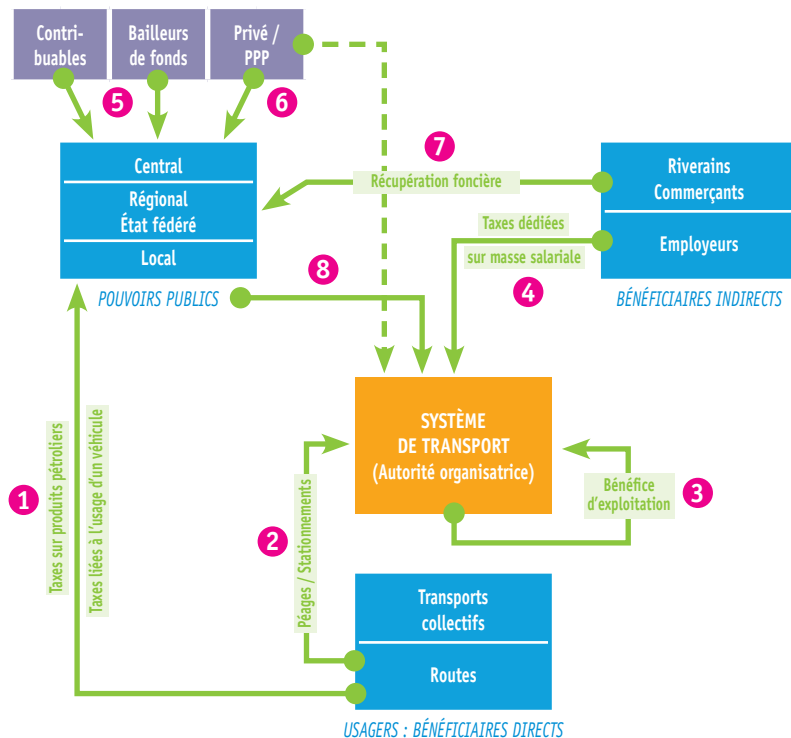 Contri-
buables
Bailleurs
de fonds
Privé /
PPP
5
6
Central
Régional
État fédéré
Local
POUVOIRS PUBLICS
7
Récupération foncière
Riverains
Commerçants
Employeurs
BÉNÉFICIAIRES INDIRECTS
Taxes dédiées
sur masse salariale
4
8
SYSTÈME
DE TRANSPORT
(Autorité organisatrice)
1
Taxes sur produits pétroliers
Taxes liées à l'usage d'un véhicule
2
Péages / Stationnements
Bénéfice
d'exploitation
3
Transports
collectifs
Routes
USAGERS : BÉNÉFICIAIRES DIRECTS